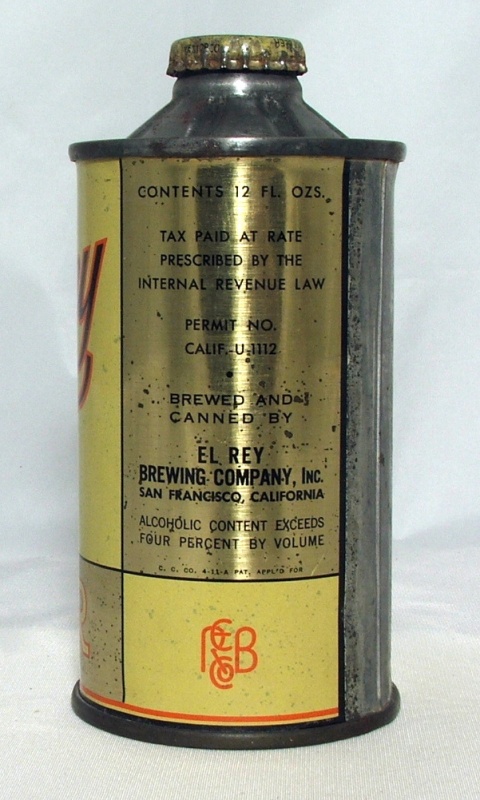 CONTENTS 12 FL. OZS.
TAX PAID AT RATE
PRESCRIBED BY THE
INTERNAL REVENUE LAW
PERMIT NO.
CALIF.-U-1112
BREWED AND
CANNED BY
EL REY
BREWING COMPANY, INC.
SAN FRANCISCO, CALIFORNIA
ALCOHOLIC CONTENT EXCEEDS
FOUR PERCENT BY VOLUME
C. C. CO. 4-11-A PAT. APPL'D FOR